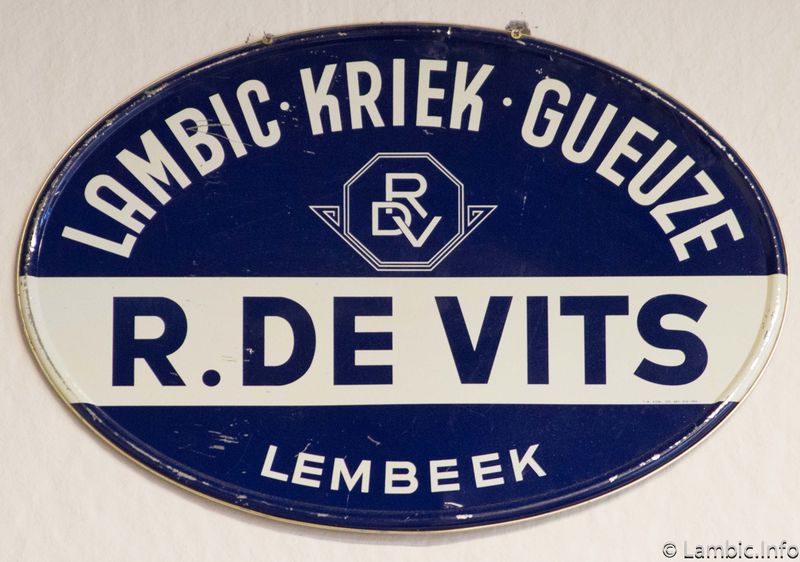 LAMBIC · KRIEK · GUEUZE
RDV
R. DE VITS
LEMBEEK
© Lambic.Info